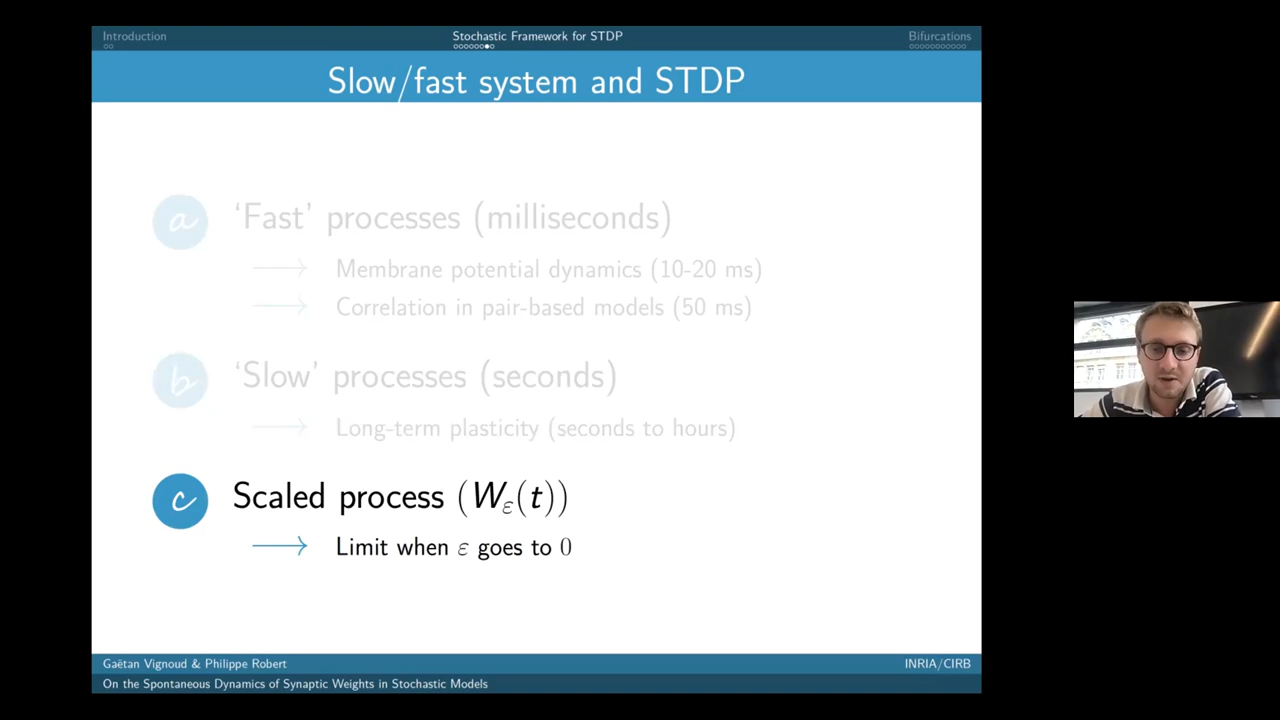 Introduction
Stochastic Framework for STDP
Bifurcations
Slow/fast system and STDP
a
‘Fast’ processes (milliseconds)
→ Membrane potential dynamics (10-20 ms)
→ Correlation in pair-based models (50 ms)
b
‘Slow’ processes (seconds)
→ Long-term plasticity (seconds to hours)
c
Scaled process (Wε(t))
→ Limit when ε goes to 0
Gaëtan Vignoud & Philippe Robert
INRIA/CIRB
On the Spontaneous Dynamics of Synaptic Weights in Stochastic Models